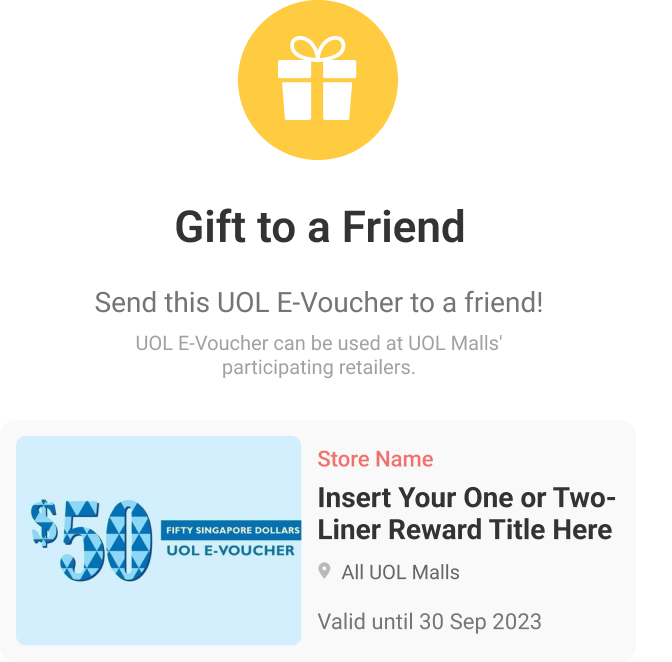 Gift to a Friend
Send this UOL E-Voucher to a friend!
UOL E-Voucher can be used at UOL Malls'
participating retailers.
$50
FIFTY SINGAPORE DOLLARS
UOL E-VOUCHER
Store Name
Insert Your One or Two-
Liner Reward Title Here
All UOL Malls
Valid until 30 Sep 2023